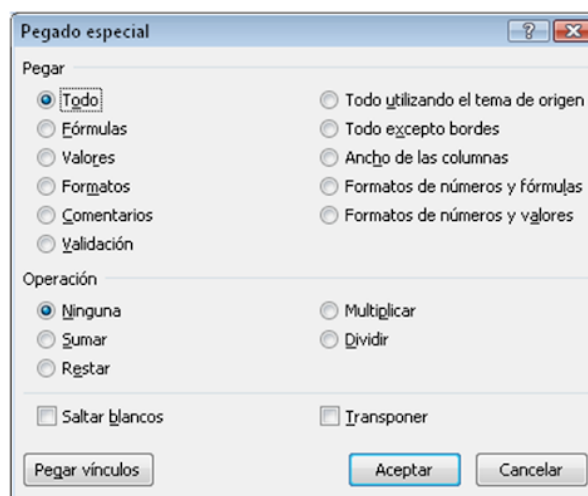 Pegado especial
Pegar
Todo
Todo utilizando el tema de origen
Fórmulas
Todo excepto bordes
Valores
Ancho de las columnas
Formatos
Formatos de números y fórmulas
Comentarios
Formatos de números y valores
Validación
Operación
Ninguna
Multiplicar
Sumar
Dividir
Restar
Saltar blancos
Transponer
Pegar vínculos
Aceptar
Cancelar